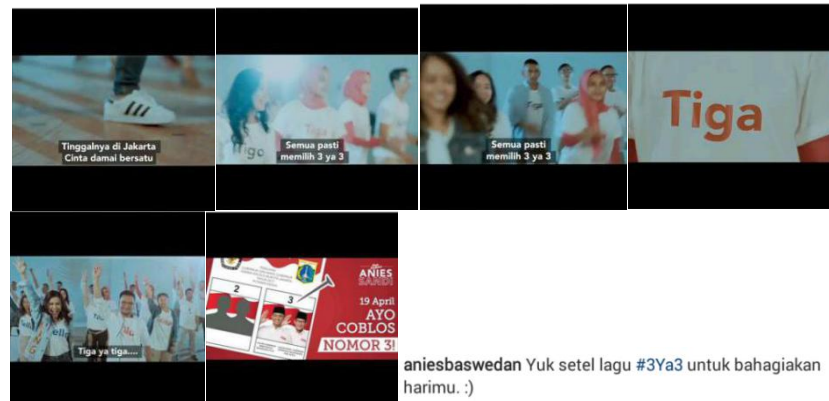 Tinggalnya di Jakarta
Cinta damai bersatu
Tigo
Tiga
Semua pasti
memilih 3 ya 3
Semua pasti
memilih 3 ya 3
Tiga
Tiga ya tiga....
2
3
ANIES
SANDI
19 April
AYO
COBLOS
NOMOR 3!
aniesbaswedan Yuk setel lagu #3Ya3 untuk bahagiakan
harimu. :)